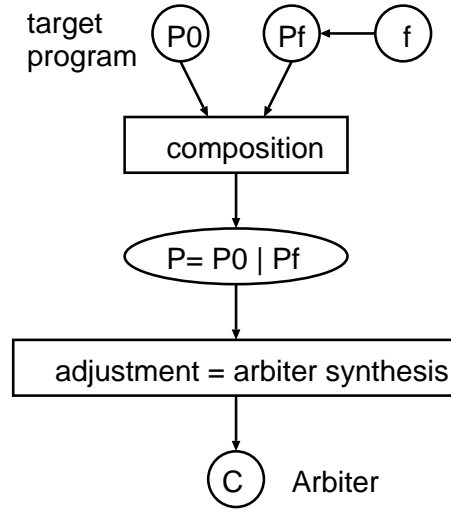 target
program
P0
Pf
f
composition
P= P0 | Pf
adjustment = arbiter synthesis
C
Arbiter